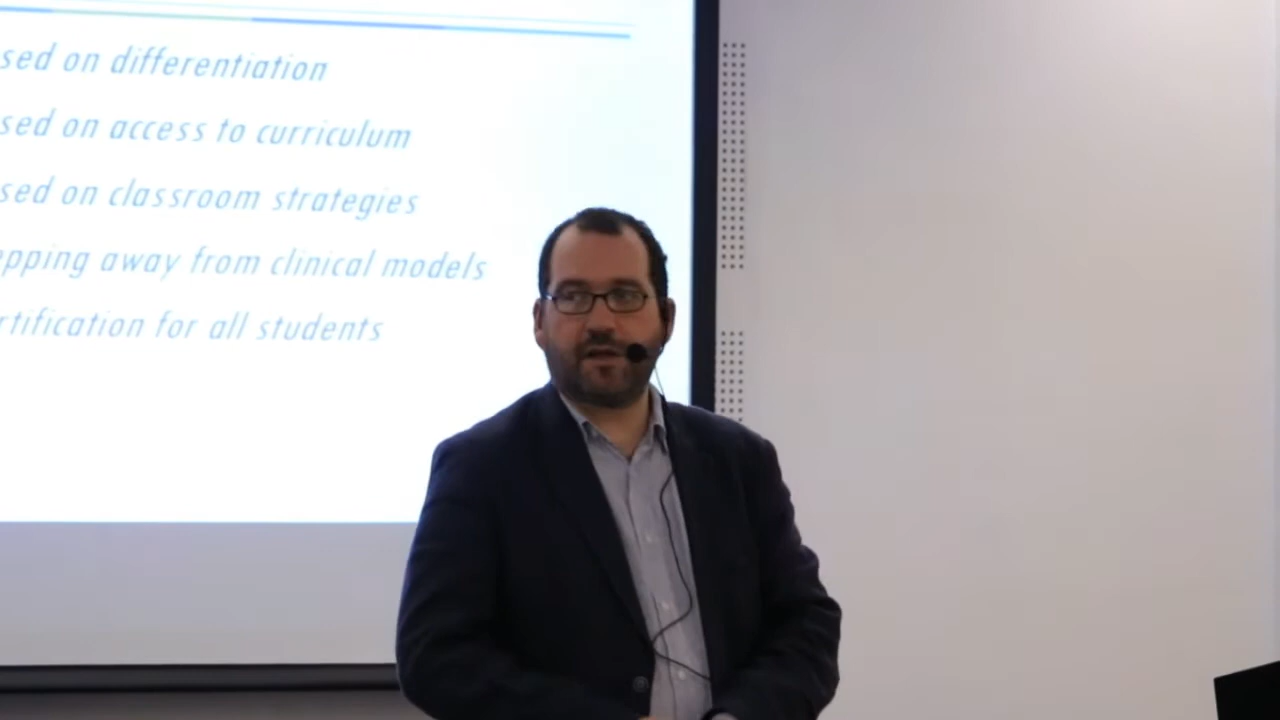 sed on differentiation
sed on access to curriculum
sed on classroom strategies
pping away from clinical models
rtification for all students